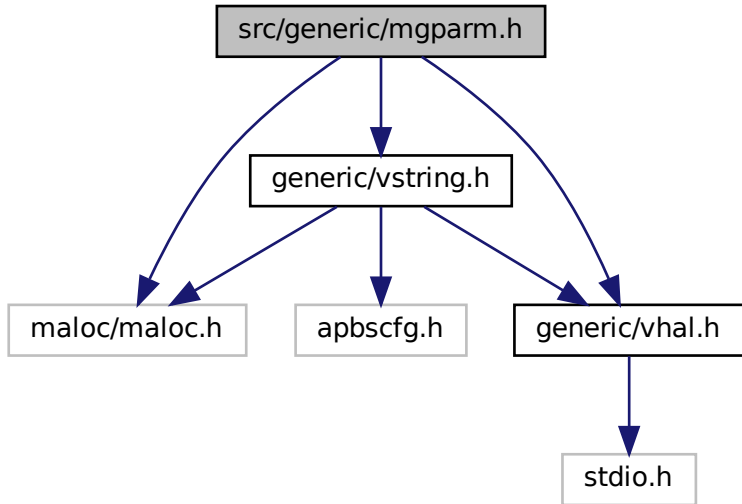 src/generic/mgparm.h
generic/vstring.h
maloc/maloc.h
apbscfg.h
generic/vhal.h
stdio.h